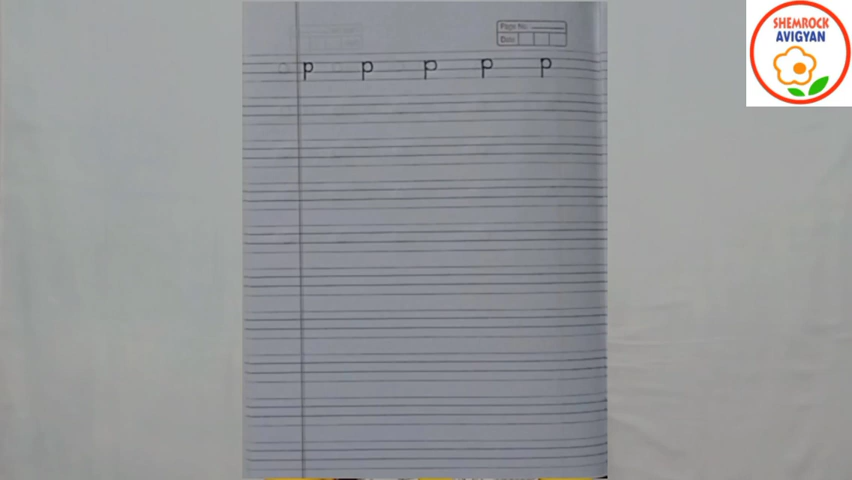 SHEMROCK
AVIGYAN
Page No.
Date
p p p p p